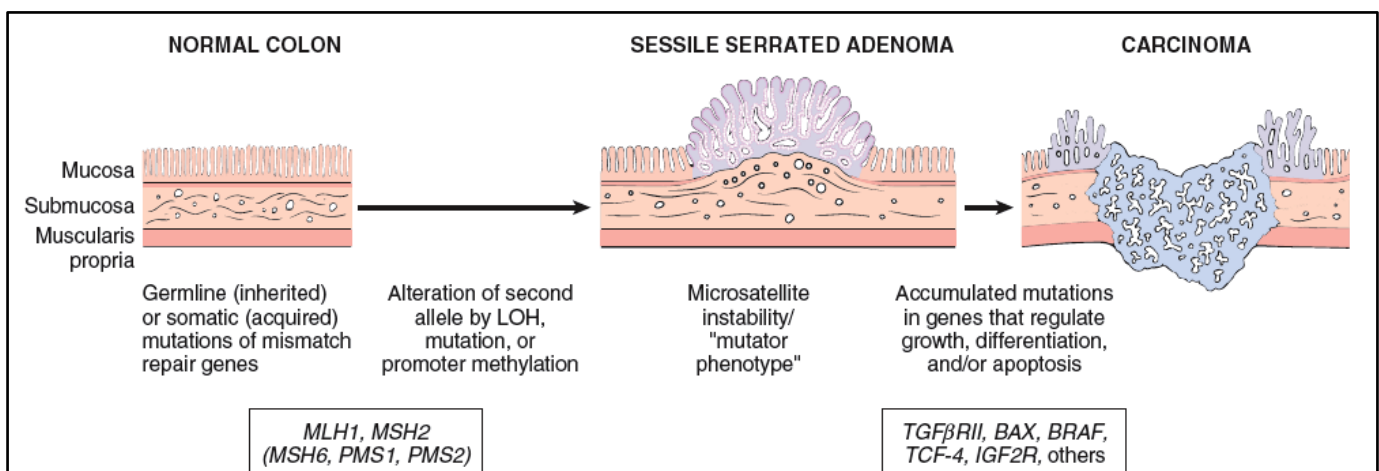 NORMAL COLON
SESSILE SERRATED ADENOMA
CARCINOMA
Mucosa
Submucosa
Muscularis
propria
Germline (inherited)
or somatic (acquired)
mutations of mismatch
repair genes
Alteration of second
allele by LOH,
mutation, or
promoter methylation
Microsatellite
instability/
"mutator
phenotype"
Accumulated mutations
in genes that regulate
growth, differentiation,
and/or apoptosis
MLH1, MSH2
(MSH6, PMS1, PMS2)
TGFβRII, BAX, BRAF,
TCF-4, IGF2R, others